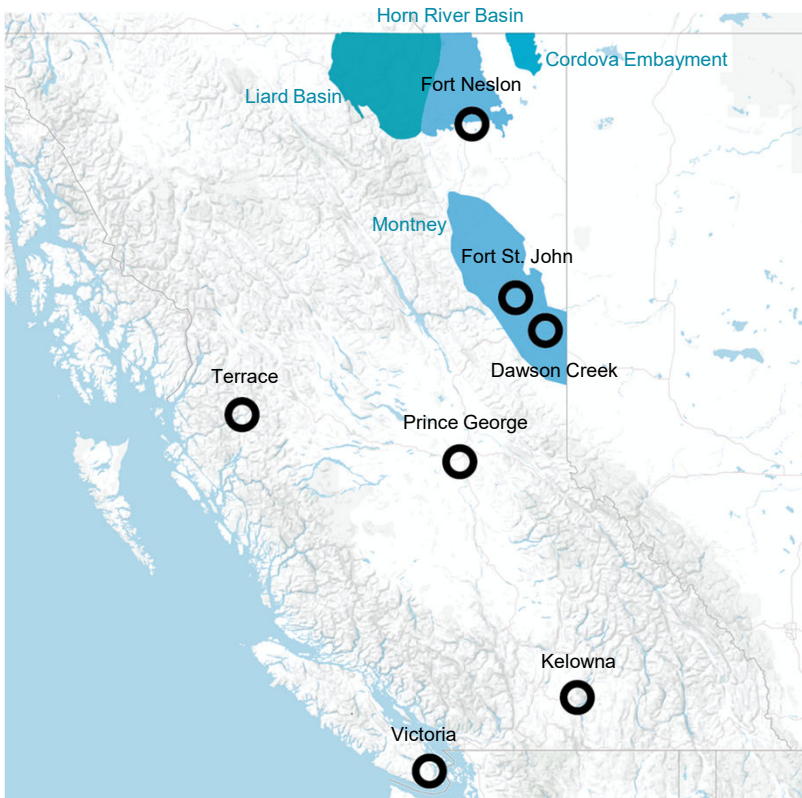 Horn River Basin
Cordova Embayment
Fort Neslon
Liard Basin
Montney
Fort St. John
Dawson Creek
Terrace
Prince George
Kelowna
Victoria